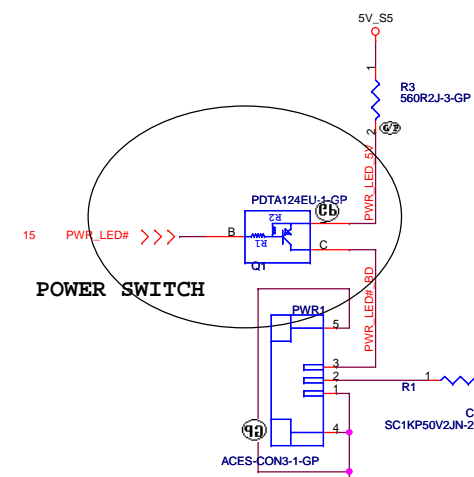 5V_S5
1
R3
560R2J-3-GP
2
PWR_LED_5V
PDTA124EU-1-GP
R2
R1
B
C
Q1
15 PWR_LED#
POWER SWITCH
PWR_LED#_BD
PWR1
5
3
2
1
4
1
R1
C
SC1KP50V2JN-2
ACES-CON3-1-GP